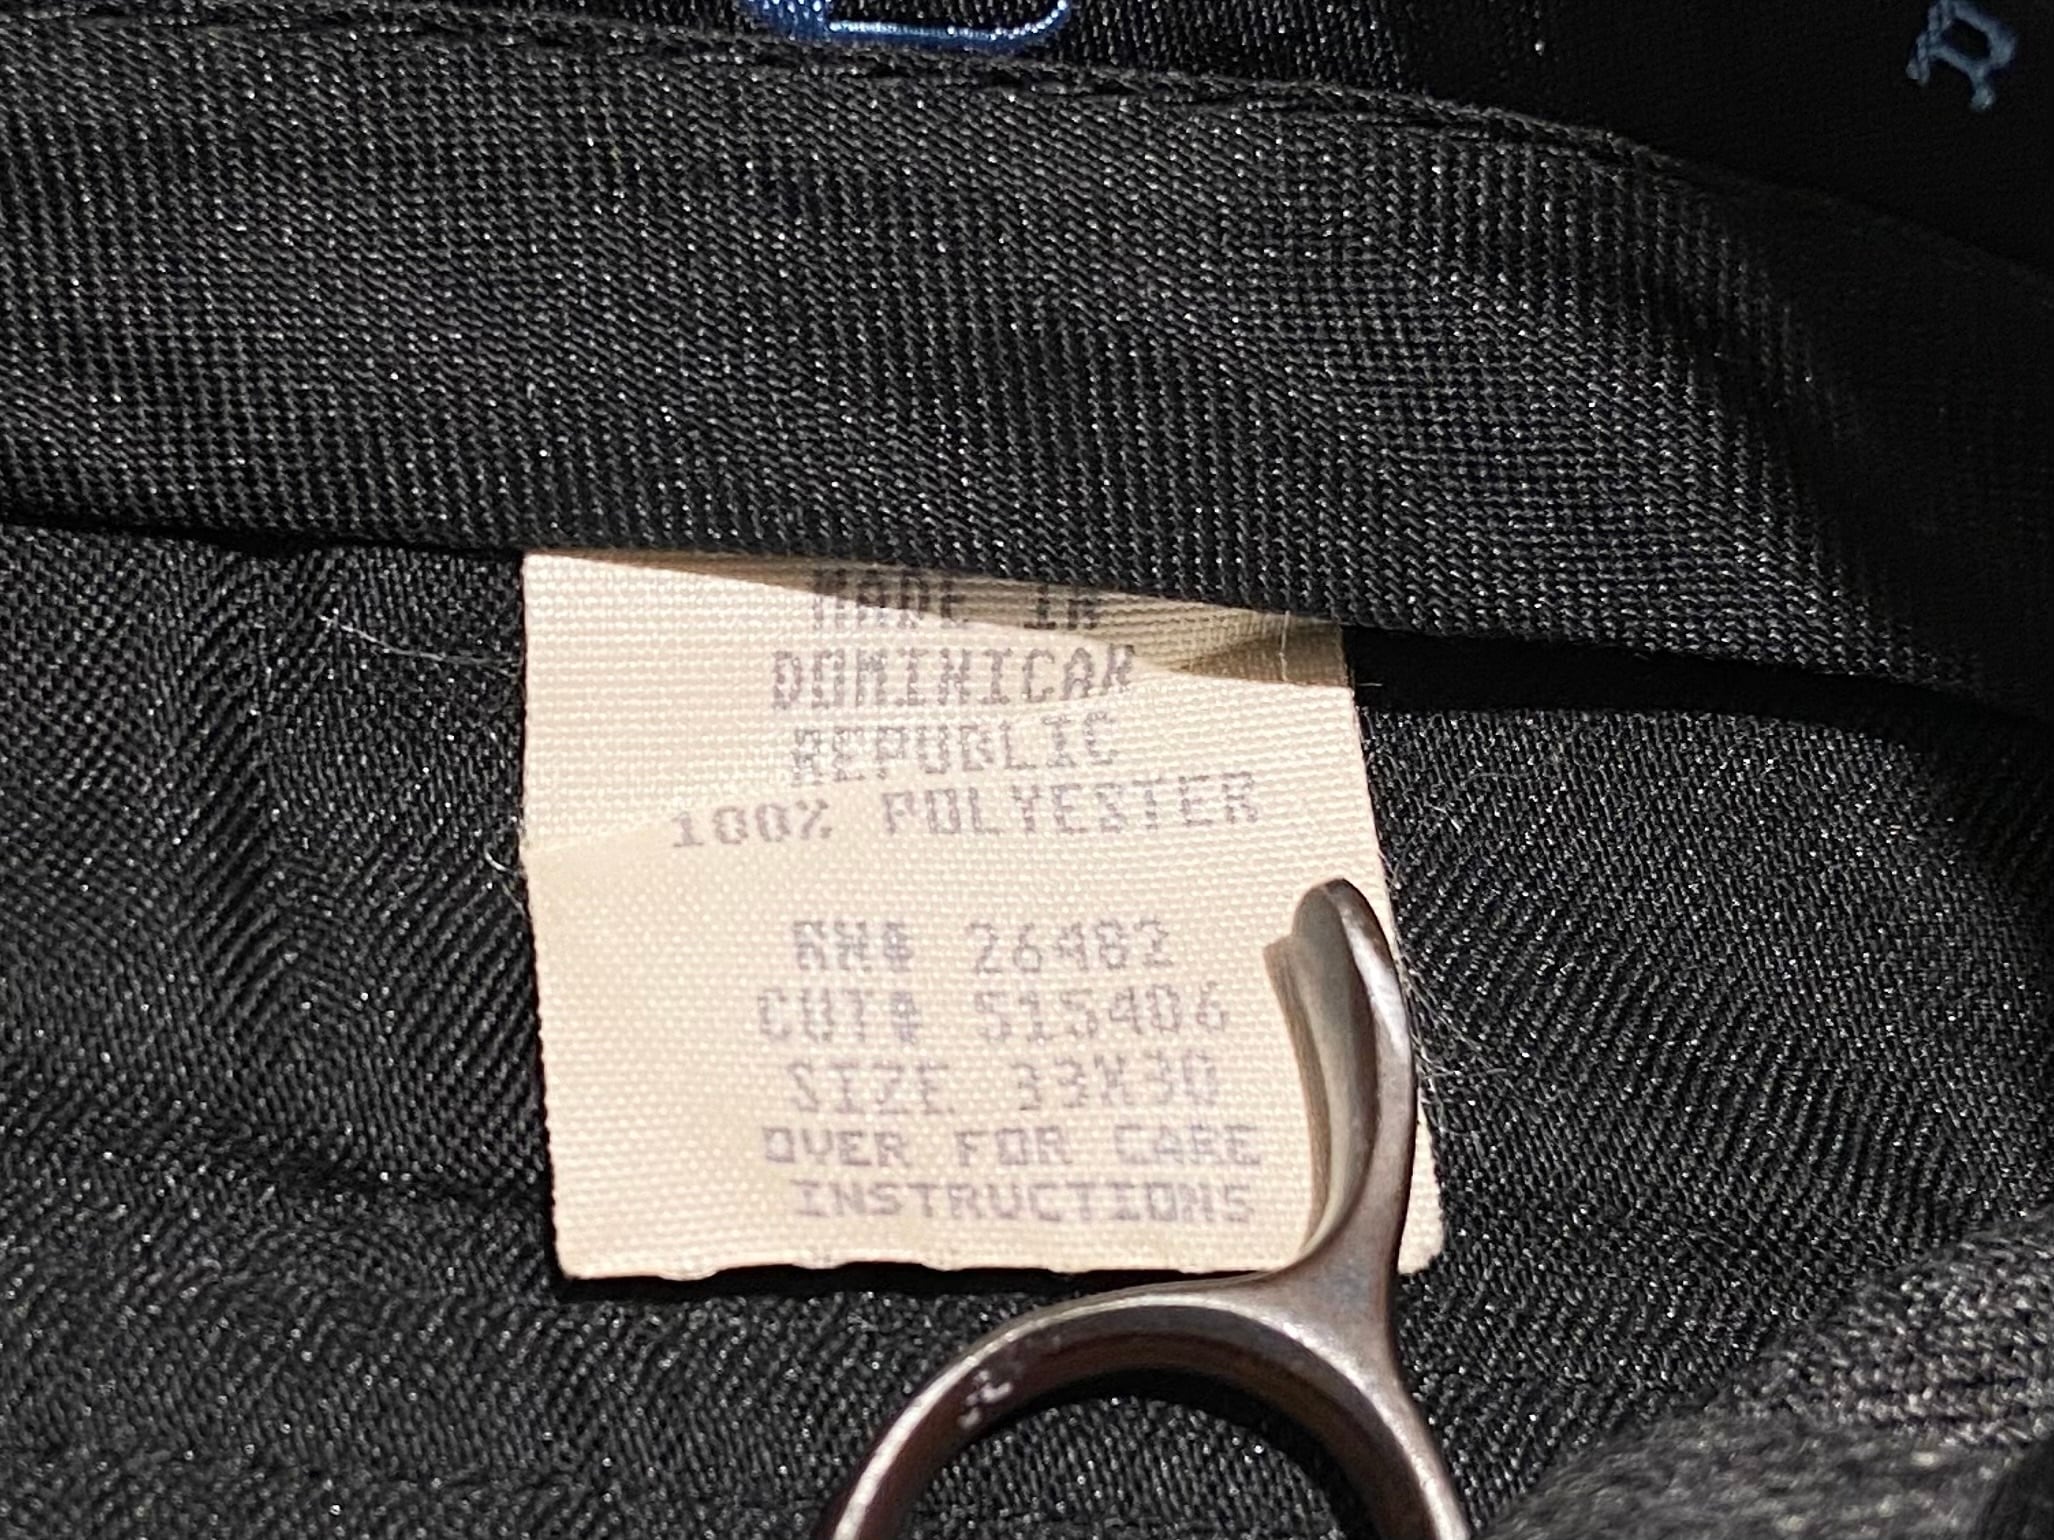 MADE IN
DOMINICAN
REPUBLIC
100% POLYESTER
RN# 26482
CUT# 515406
SIZE 33X30
OVER FOR CARE
INSTRUCTIONS